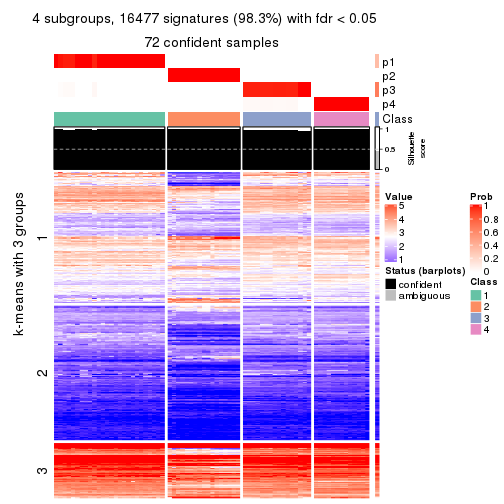 4 subgroups, 16477 signatures (98.3%) with fdr < 0.05
72 confident samples
p1
p2
p3
p4
Class
1
0.5
0
Silhouette
score
k-means with 3 groups
1
2
3
Value
5
4
3
2
1
Status (barplots)
confident
ambiguous
Prob
1
0.8
0.6
0.4
0.2
0
Class
1
2
3
4